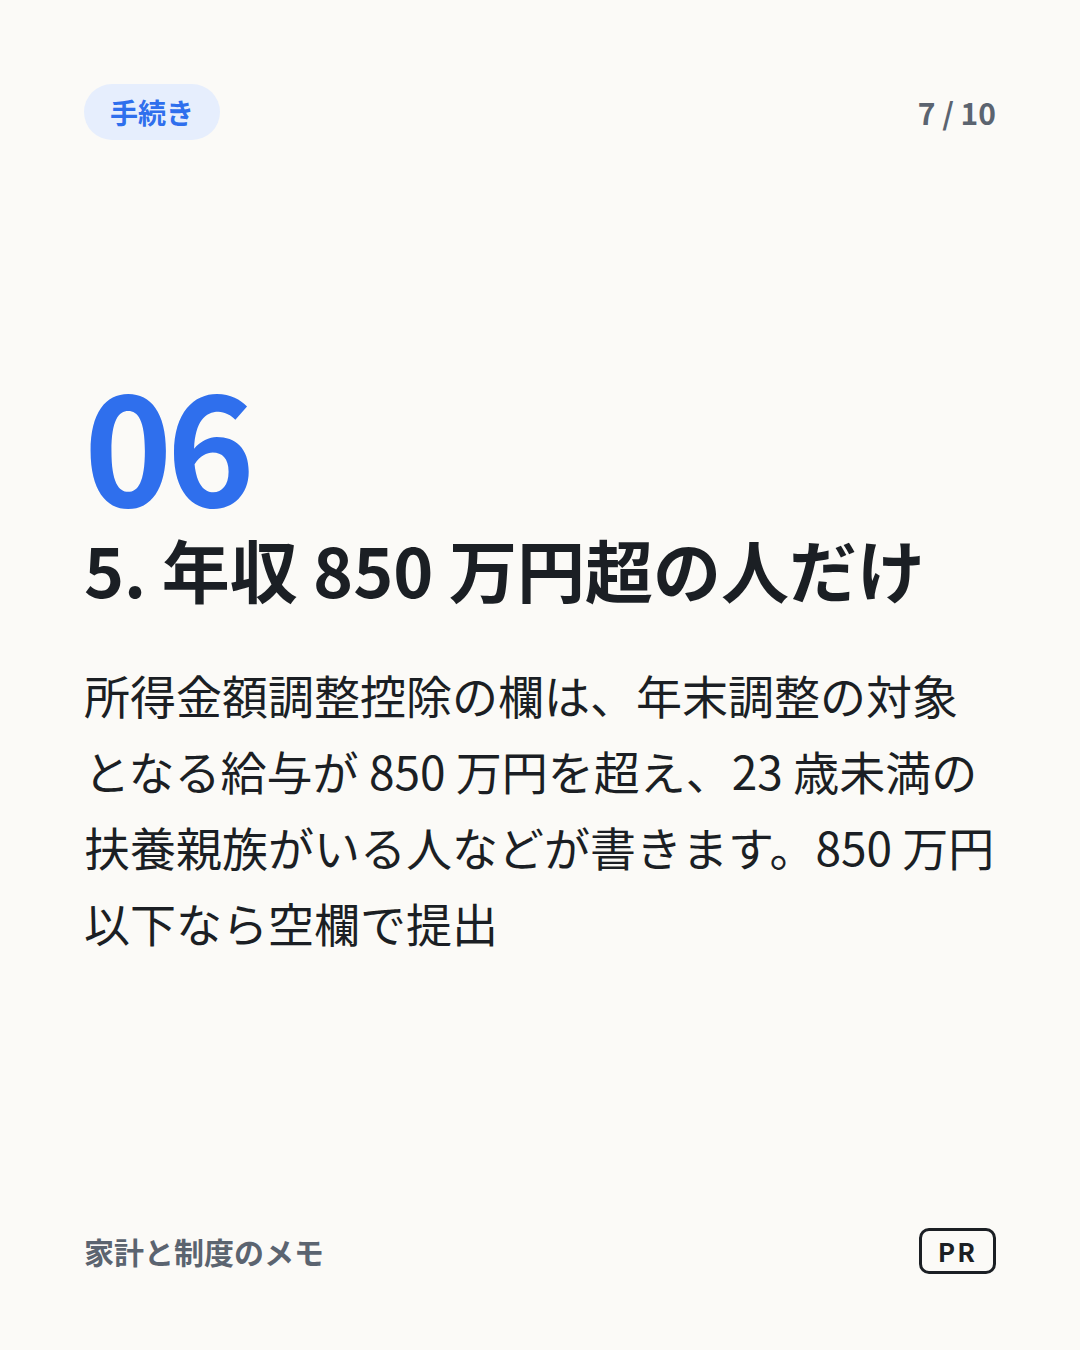 手続き
7 / 10
06
5. 年収 850 万円超の人だけ
所得金額調整控除の欄は、年末調整の対象
となる給与が 850 万円を超え、23 歳未満の
扶養親族がいる人などが書きます。850 万円
以下なら空欄で提出
家計と制度のメモ
PR